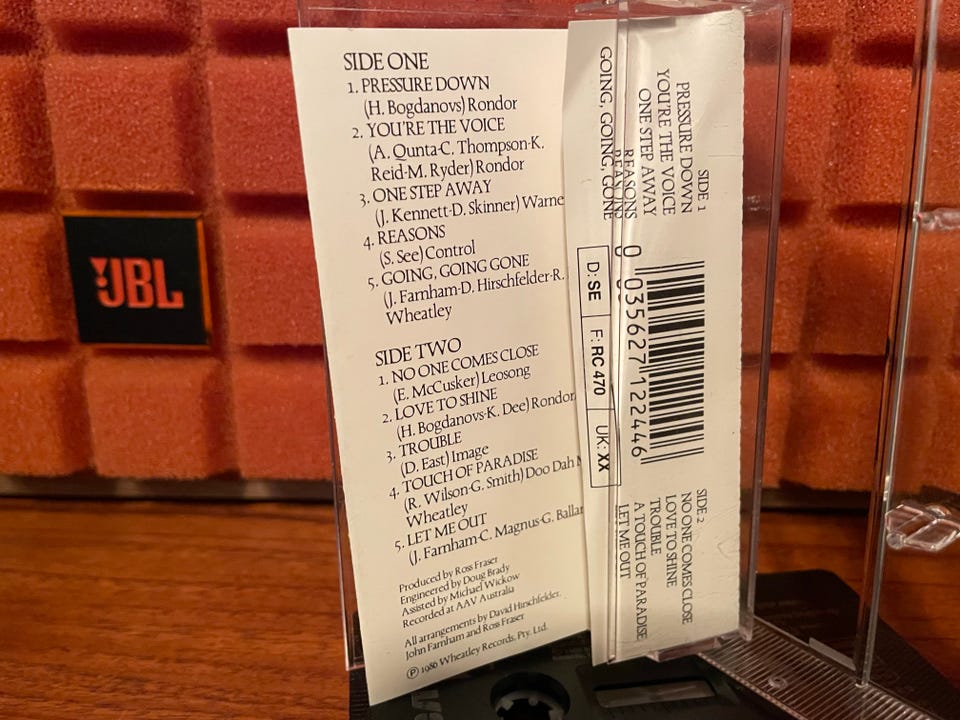 JBL
SIDE ONE
1. PRESSURE DOWN
(H. Bogdanovs) Rondor
2. YOU'RE THE VOICE
(A. Qunta-C. Thompson-K.
Reid-M. Ryder) Rondor
3. ONE STEP AWAY
(J. Kennett-D. Skinner) Warne
4. REASONS
(S. See) Control
5. GOING, GOING GONE
(J. Farnham-D. Hirschfelder-R.
Wheatley
SIDE TWO
1. NO ONE COMES CLOSE
(E. McCusker) Leosong
2. LOVE TO SHINE
(H. Bogdanovs-K. Dee) Rondor
3. TROUBLE
(D. East) Image
4. TOUCH OF PARADISE
(R. Wilson-G. Smith) Doo Dah
Wheatley
5. LET ME OUT
(J. Farnham-C. Magnus-G. Ballar
Produced by Ross Fraser
Engineered by Doug Brady
Assisted by Michael Wickow
Recorded at AAV Australia
All arrangements by David Hirschfelder,
John Farnham and Ross Fraser
℗ 1986 Wheatley Records, Pty. Ltd.
SIDE 1
PRESSURE DOWN
YOU'RE THE VOICE
ONE STEP AWAY
REASONS
GOING, GOING, GONE
0 035627 122446
D: SE F: RC 470 UK: XX
SIDE 2
NO ONE COMES CLOSE
LOVE TO SHINE
TROUBLE
A TOUCH OF PARADISE
LET ME OUT